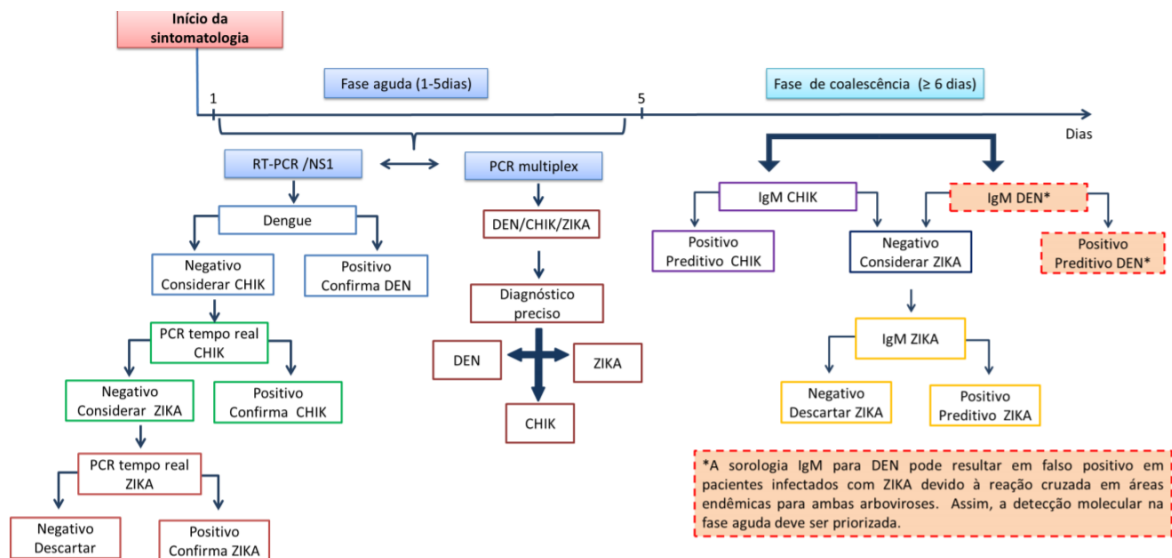 Início da
sintomatologia
Fase aguda (1-5dias)
Fase de coalescência (≥ 6 dias)
1
5
Dias
RT-PCR /NS1
PCR multiplex
Dengue
DEN/CHIK/ZIKA
Negativo
Considerar CHIK
Positivo
Confirma DEN
Diagnóstico
preciso
PCR tempo real
CHIK
DEN
ZIKA
CHIK
Negativo
Considerar ZIKA
Positivo
Confirma CHIK
PCR tempo real
ZIKA
Negativo
Descartar
Positivo
Confirma ZIKA
IgM CHIK
IgM DEN*
Positivo
Preditivo CHIK
Negativo
Considerar ZIKA
Positivo
Preditivo DEN*
IgM ZIKA
Negativo
Descartar ZIKA
Positivo
Preditivo ZIKA
*A sorologia IgM para DEN pode resultar em falso positivo em
pacientes infectados com ZIKA devido à reação cruzada em áreas
endêmicas para ambas arboviroses. Assim, a detecção molecular na
fase aguda deve ser priorizada.